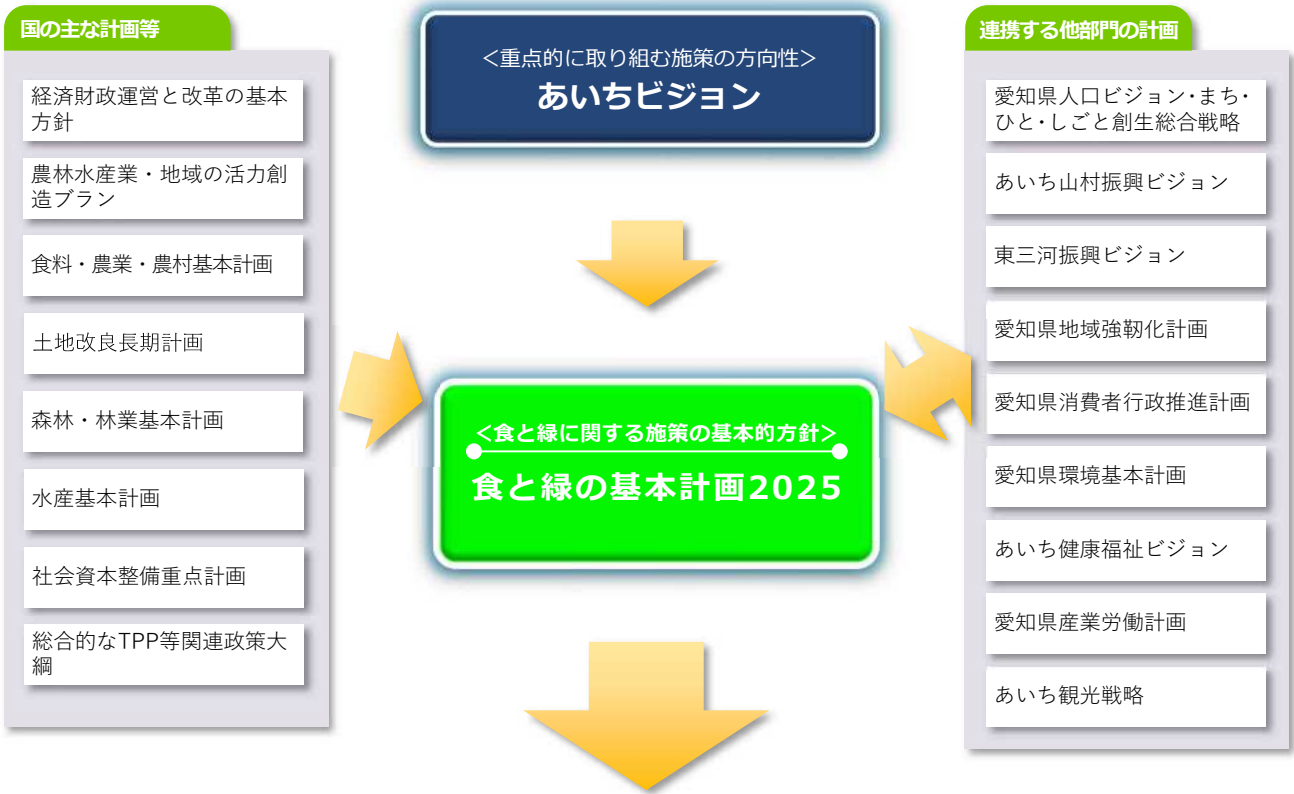 国の主な計画等
経済財政運営と改革の基本
方針
農林水産業・地域の活力創
造プラン
食料・農業・農村基本計画
土地改良長期計画
森林・林業基本計画
水産基本計画
社会資本整備重点計画
総合的なTPP等関連政策大
綱
<重点的に取り組む施策の方向性>
あいちビジョン
<食と緑に関する施策の基本的方針>
食と緑の基本計画2025
連携する他部門の計画
愛知県人口ビジョン・まち・
ひと・しごと創生総合戦略
あいち山村振興ビジョン
東三河振興ビジョン
愛知県地域強靭化計画
愛知県消費者行政推進計画
愛知県環境基本計画
あいち健康福祉ビジョン
愛知県産業労働計画
あいち観光戦略